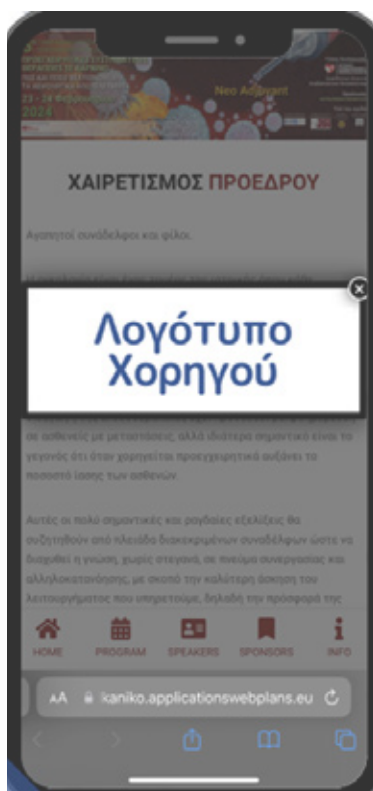 23 - 24 Φεβρουαρίου
2024
Neo Adjuvant
ΧΑΙΡΕΤΙΣΜΟΣ ΠΡΟΕΔΡΟΥ
Αγαπητοί συνάδελφοι και φίλοι,
Λογότυπο
Χορηγού
σε ασθενείς με μεταστάσεις, αλλά ιδιαίτερα σημαντικό είναι το
γεγονός ότι όταν χορηγείται προεγχειρητικά αυξάνει το
ποσοστό ίασης των ασθενών.
Αυτές οι πολύ σημαντικές και ραγδαίες εξελίξεις θα
συζητηθούν από πλειάδα διακεκριμένων συναδέλφων ώστε να
διαχυθεί η γνώση, χωρίς στεγανά, σε πνεύμα συνεργασίας και
αλληλοκατανόησης, με σκοπό την καλύτερη άσκηση του
λειτουργήματος που υπηρετούμε, δηλαδή την προσφορά της
HOME PROGRAM SPEAKERS SPONSORS INFO
AA kaniko.applicationswebplans.eu